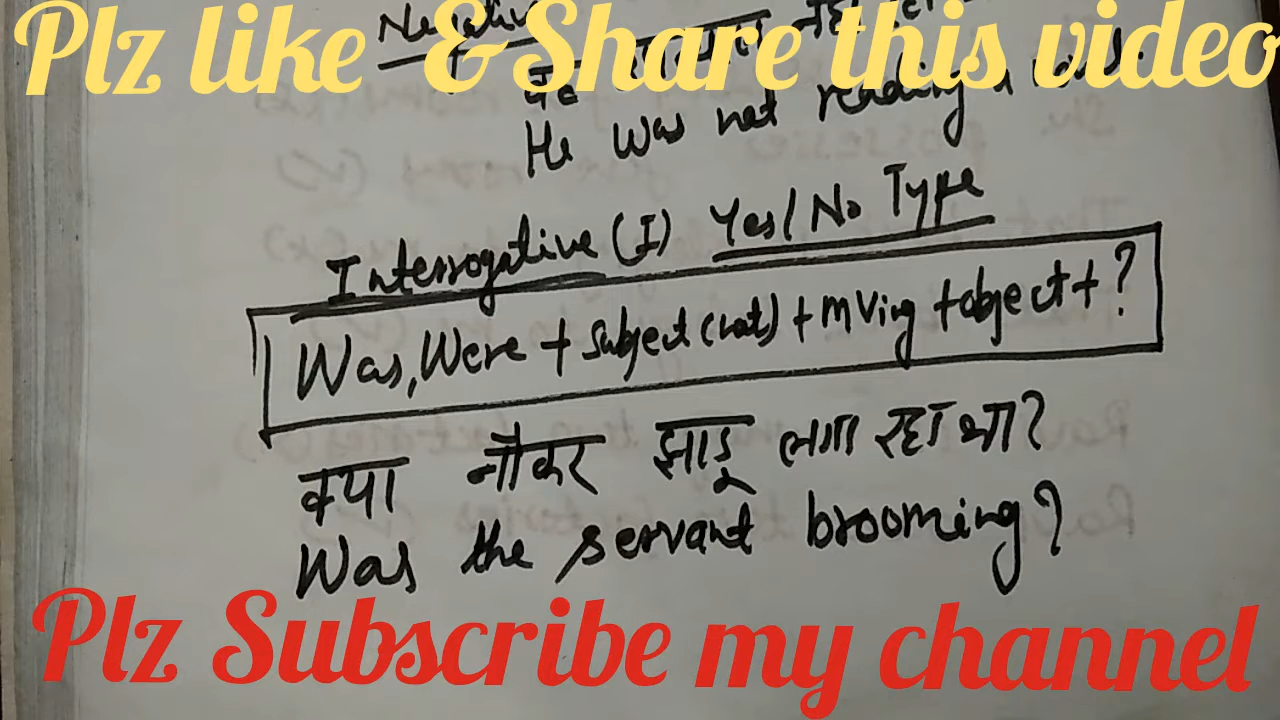 Negative
Plz like & Share this video
He was not reading a
Interrogative (I) Yes/No Type
Was, Were + subject (not) + mving + object + ?
क्या नौकर झाडू लगा रहा था?
Was the servant brooming?
Plz Subscribe my channel